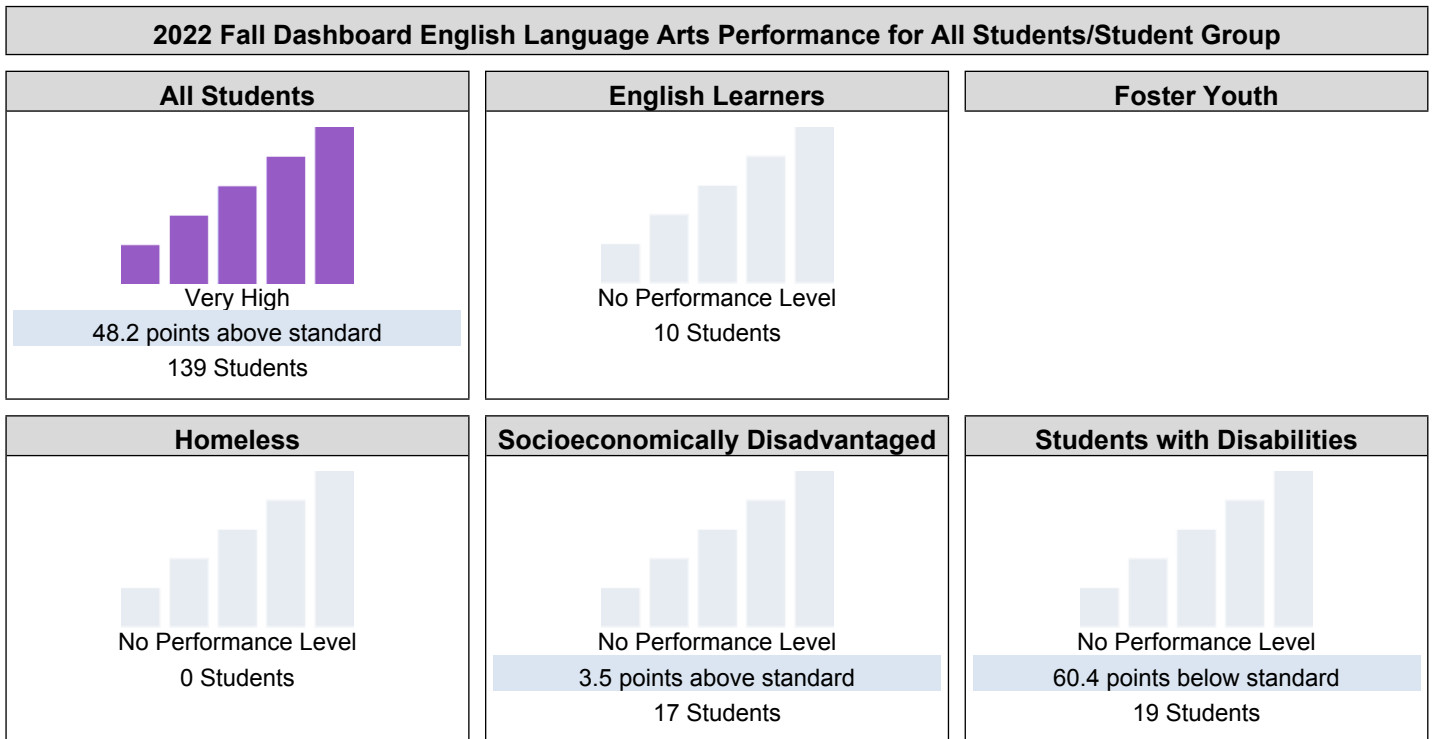 2022 Fall Dashboard English Language Arts Performance for All Students/Student Group
All Students
Very High
48.2 points above standard
139 Students
English Learners
No Performance Level
10 Students
Foster Youth
Homeless
No Performance Level
0 Students
Socioeconomically Disadvantaged
No Performance Level
3.5 points above standard
17 Students
Students with Disabilities
No Performance Level
60.4 points below standard
19 Students